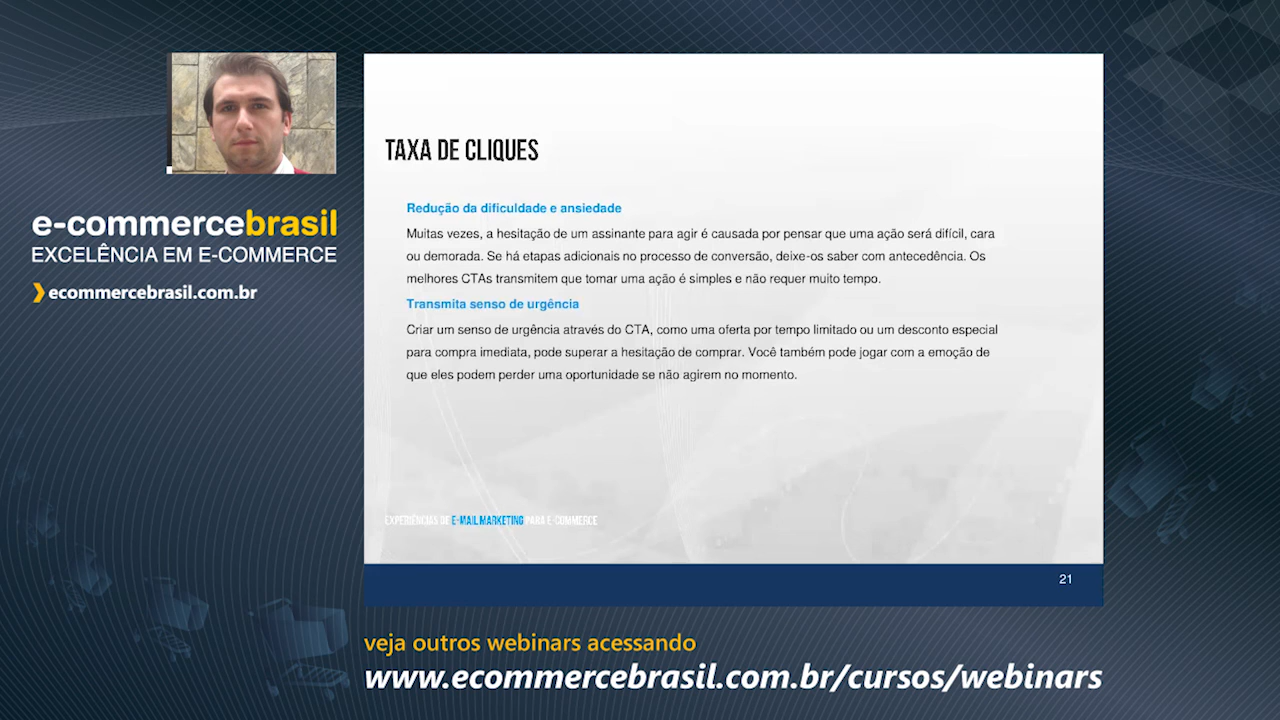 e-commercebrasil
EXCELÊNCIA EM E-COMMERCE
ecommercebrasil.com.br
TAXA DE CLIQUES
Redução da dificuldade e ansiedade
Muitas vezes, a hesitação de um assinante para agir é causada por pensar que uma ação será difícil, cara
ou demorada. Se há etapas adicionais no processo de conversão, deixe-os saber com antecedência. Os
melhores CTAs transmitem que tomar uma ação é simples e não requer muito tempo.
Transmita senso de urgência
Criar um senso de urgência através do CTA, como uma oferta por tempo limitado ou um desconto especial
para compra imediata, pode superar a hesitação de comprar. Você também pode jogar com a emoção de
que eles podem perder uma oportunidade se não agirem no momento.
EXPERIÊNCIAS DE E-MAIL MARKETING PARA E-COMMERCE
21
veja outros webinars acessando
www.ecommercebrasil.com.br/cursos/webinars